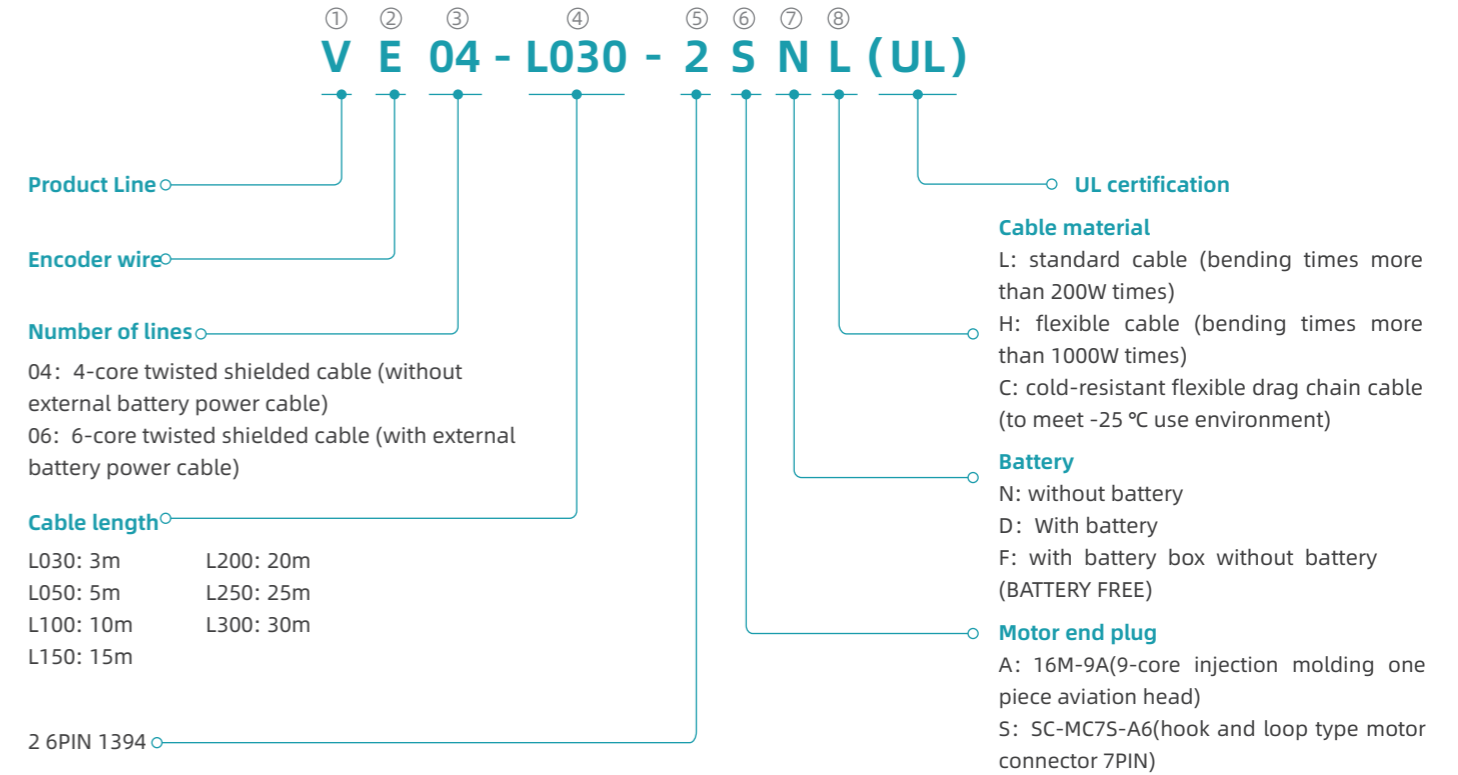 ① ② ③ ④ ⑤ ⑥ ⑦ ⑧
V E 04 - L030 - 2 S N L (UL)
Product Line
Encoder wire
Number of lines
04: 4-core twisted shielded cable (without
external battery power cable)
06: 6-core twisted shielded cable (with external
battery power cable)
Cable length
L030: 3m L200: 20m
L050: 5m L250: 25m
L100: 10m L300: 30m
L150: 15m
2 6PIN 1394
UL certification
Cable material
L: standard cable (bending times more
than 200W times)
H: flexible cable (bending times more
than 1000W times)
C: cold-resistant flexible drag chain cable
(to meet -25 ℃ use environment)
Battery
N: without battery
D: With battery
F: with battery box without battery
(BATTERY FREE)
Motor end plug
A: 16M-9A(9-core injection molding one
piece aviation head)
S: SC-MC7S-A6(hook and loop type motor
connector 7PIN)